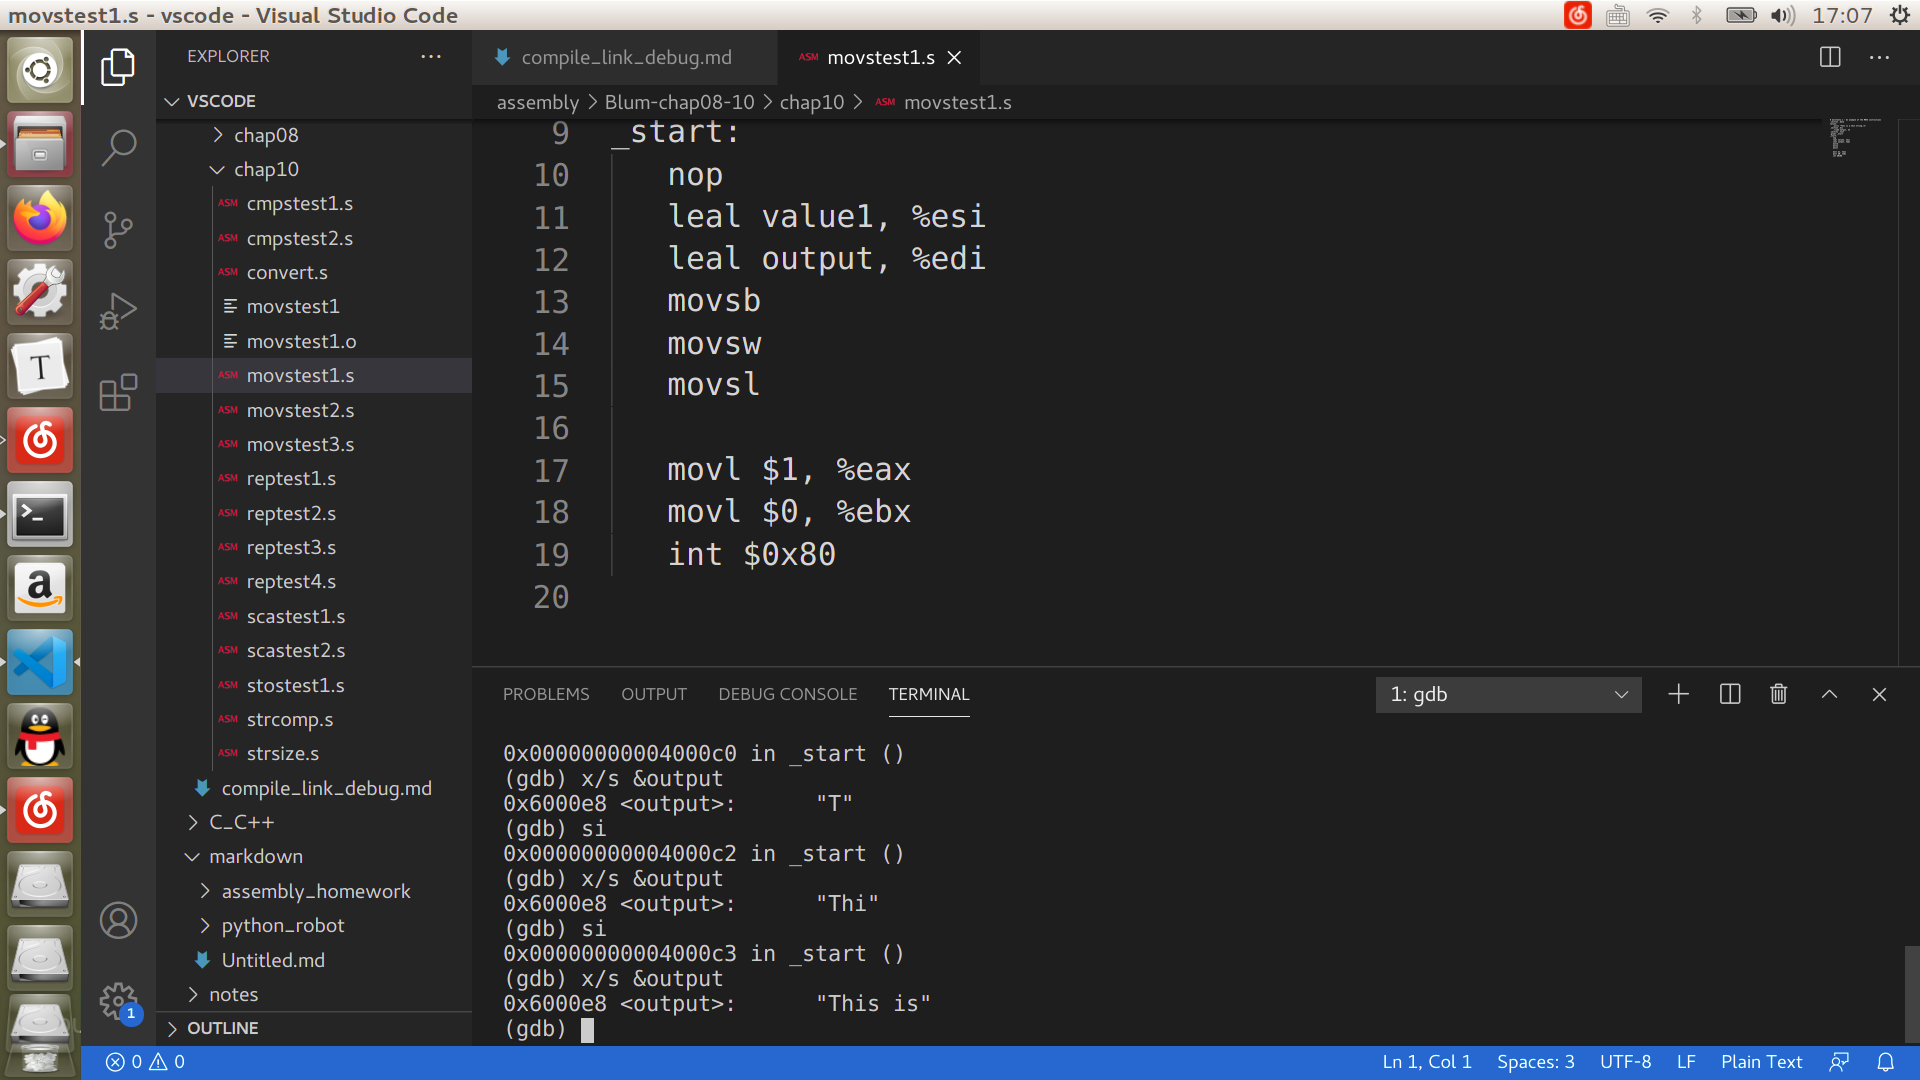 movstest1.s - vscode - Visual Studio Code
17:07
EXPLORER
compile_link_debug.md
ASM movstest1.s
VSCODE
assembly > Blum-chap08-10 > chap10 > ASM movstest1.s
chap08
chap10
ASM cmpstest1.s
ASM cmpstest2.s
ASM convert.s
movstest1
movstest1.o
ASM movstest1.s
ASM movstest2.s
ASM movstest3.s
ASM reptest1.s
ASM reptest2.s
ASM reptest3.s
ASM reptest4.s
ASM scastest1.s
ASM scastest2.s
ASM stostest1.s
ASM strcomp.s
ASM strsize.s
compile_link_debug.md
C_C++
markdown
assembly_homework
python_robot
Untitled.md
notes
OUTLINE
9 _start:
10 nop
11 leal value1, %esi
12 leal output, %edi
13 movsb
14 movsw
15 movsl
16
17 movl $1, %eax
18 movl $0, %ebx
19 int $0x80
20
PROBLEMS OUTPUT DEBUG CONSOLE TERMINAL
1: gdb
0x00000000004000c0 in _start ()
(gdb) x/s &output
0x6000e8 <output>: "T"
(gdb) si
0x00000000004000c2 in _start ()
(gdb) x/s &output
0x6000e8 <output>: "Thi"
(gdb) si
0x00000000004000c3 in _start ()
(gdb) x/s &output
0x6000e8 <output>: "This is"
(gdb)
T
a
1
0 0
Ln 1, Col 1 Spaces: 3 UTF-8 LF Plain Text